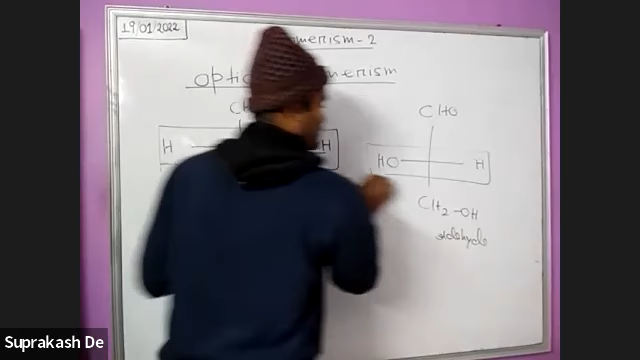 19/01/2022
merism-2
optic merism
CH
CHO
H
H
HO
H
CH2-OH
aldehyde
Suprakash De